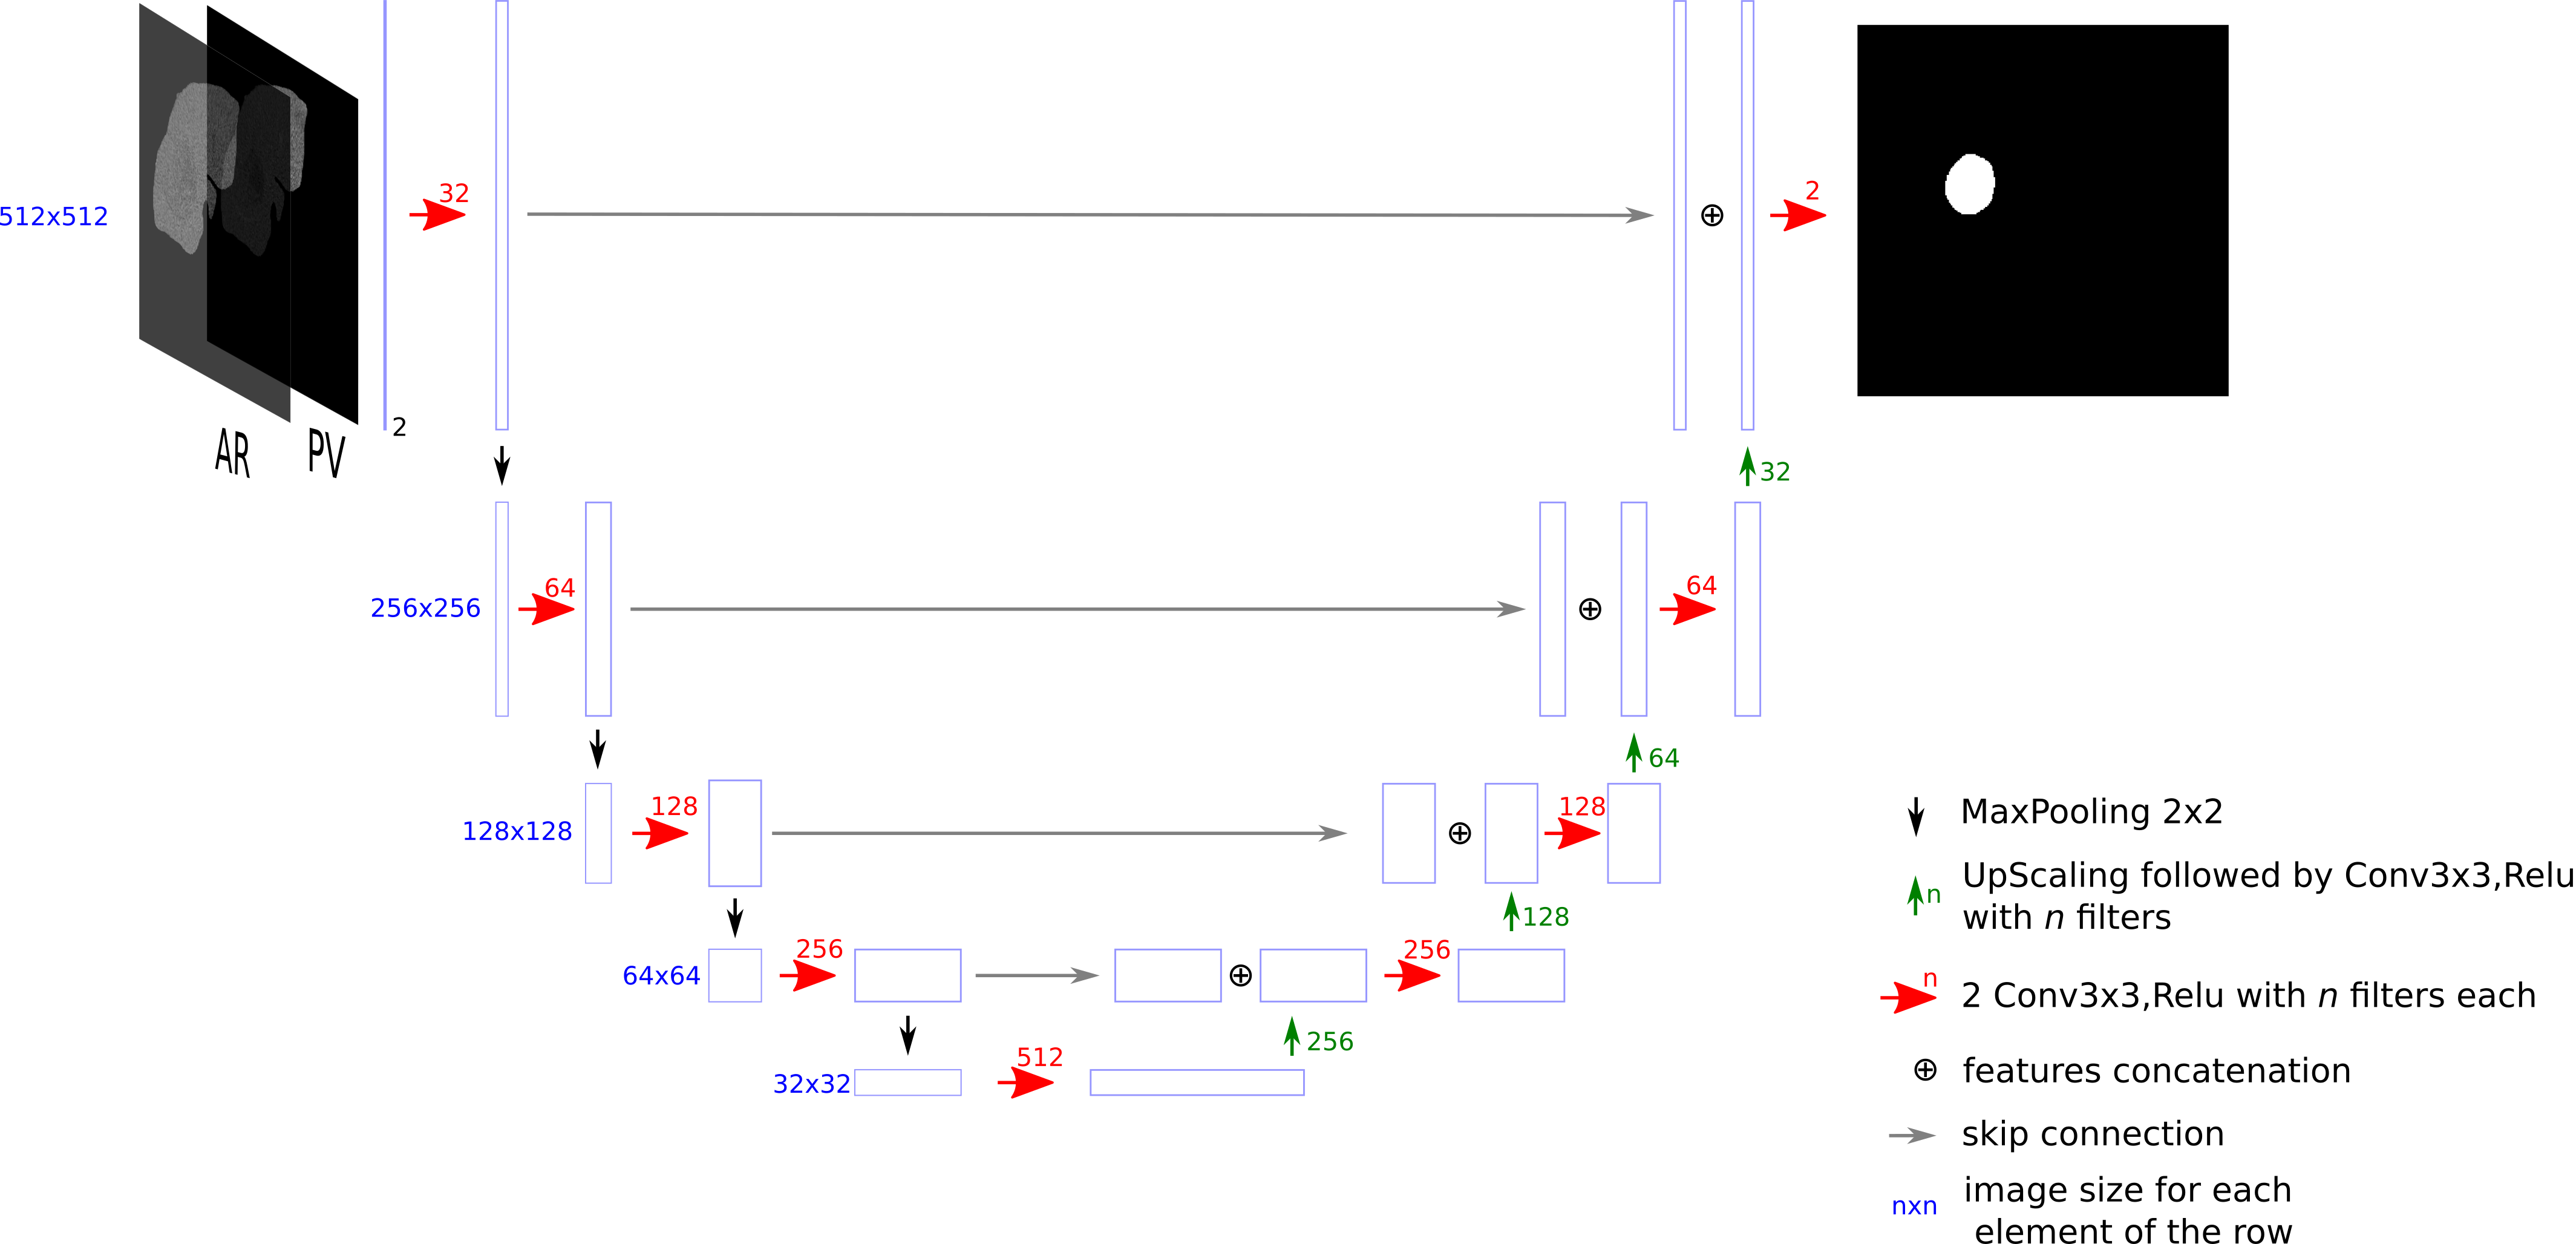 32
2
512x512
2
AR
PV
32
64
64
256x256
64
128
128
128x128
128
256
256
64x64
256
512
32x32
MaxPooling 2x2
n
UpScaling followed by Conv3x3,Relu
with n filters
n
2 Conv3x3,Relu with n filters each
features concatenation
skip connection
nxn
image size for each
element of the row